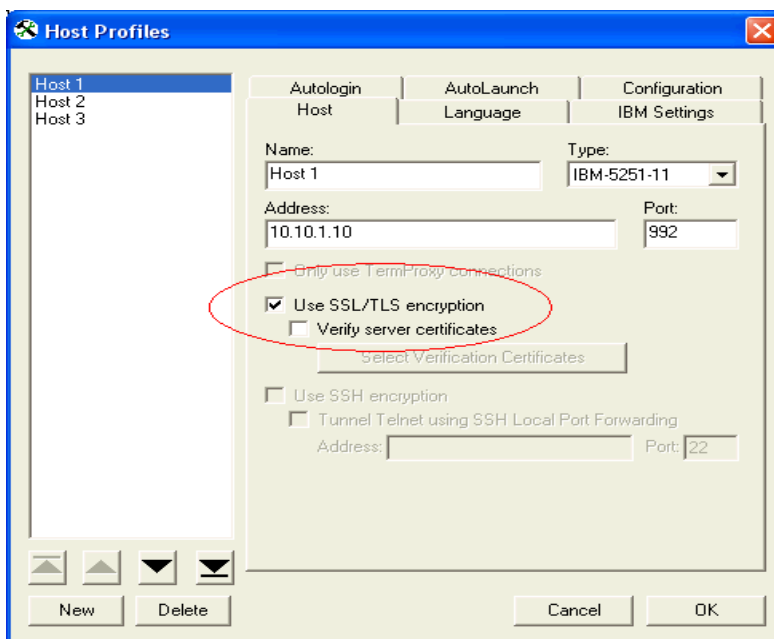 Host Profiles
Host 1
Host 2
Host 3
Autologin AutoLaunch Configuration
Host Language IBM Settings
Name: Type:
Host 1 IBM-5251-11
Address: Port:
10.10.1.10 992
Only use TermProxy connections
Use SSL/TLS encryption
Verify server certificates
Select Verification Certificates
Use SSH encryption
Tunnel Telnet using SSH Local Port Forwarding
Address: Port: 22
New Delete Cancel OK